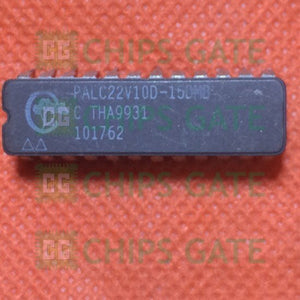 CHIPS GATE
PALC22V10D-15DMB
C THA9931
101762
CHIPS GATE
CHIPS GATE